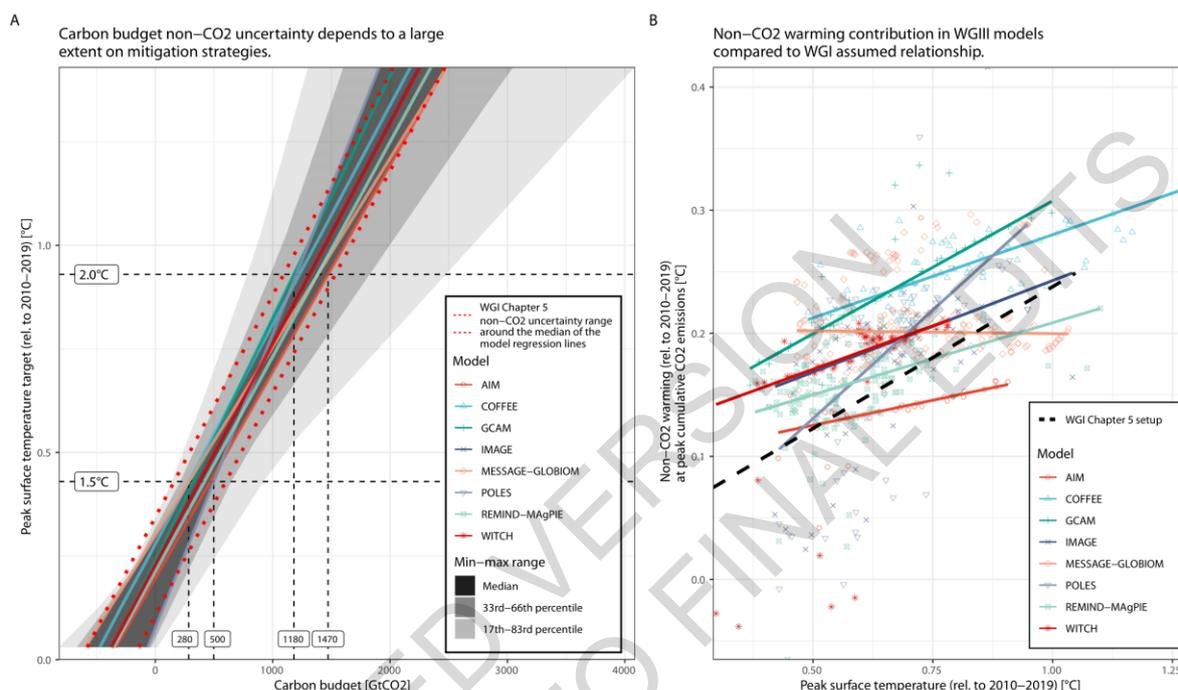 A
Carbon budget non−CO2 uncertainty depends to a large
extent on mitigation strategies.
Peak surface temperature target (rel. to 2010−2019) [°C]
1.0
0.5
0.0
2.0°C
1.5°C
280
500
1180
1470
0
1000
2000
3000
4000
Carbon budget [GtCO2]
WGI Chapter 5
non−CO2 uncertainty range
around the median of the
model regression lines
Model
AIM
COFFEE
GCAM
IMAGE
MESSAGE−GLOBIOM
POLES
REMIND−MAgPIE
WITCH
Min−max range
Median
33rd−66th percentile
17th−83rd percentile
B
Non−CO2 warming contribution in WGIII models
compared to WGI assumed relationship.
Non−CO2 warming (rel. to 2010−2019)
at peak cumulative CO2 emissions [°C]
0.4
0.3
0.2
0.1
0.0
0.50
0.75
1.00
1.25
Peak surface temperature (rel. to 2010−2019) [°C]
WGI Chapter 5 setup
Model
AIM
COFFEE
GCAM
IMAGE
MESSAGE−GLOBIOM
POLES
REMIND−MAgPIE
WITCH
ED VERSION
TO FINAL EDITS